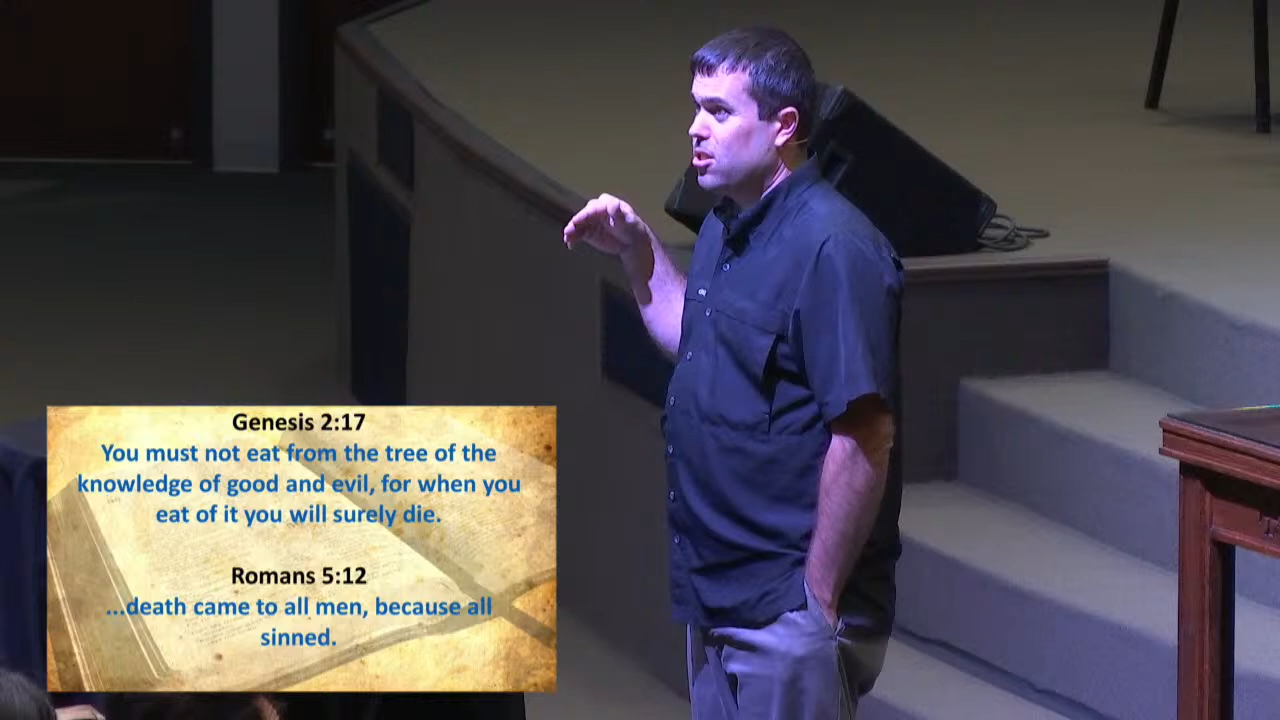 Genesis 2:17
You must not eat from the tree of the
knowledge of good and evil, for when you
eat of it you will surely die.
Romans 5:12
...death came to all men, because all
sinned.